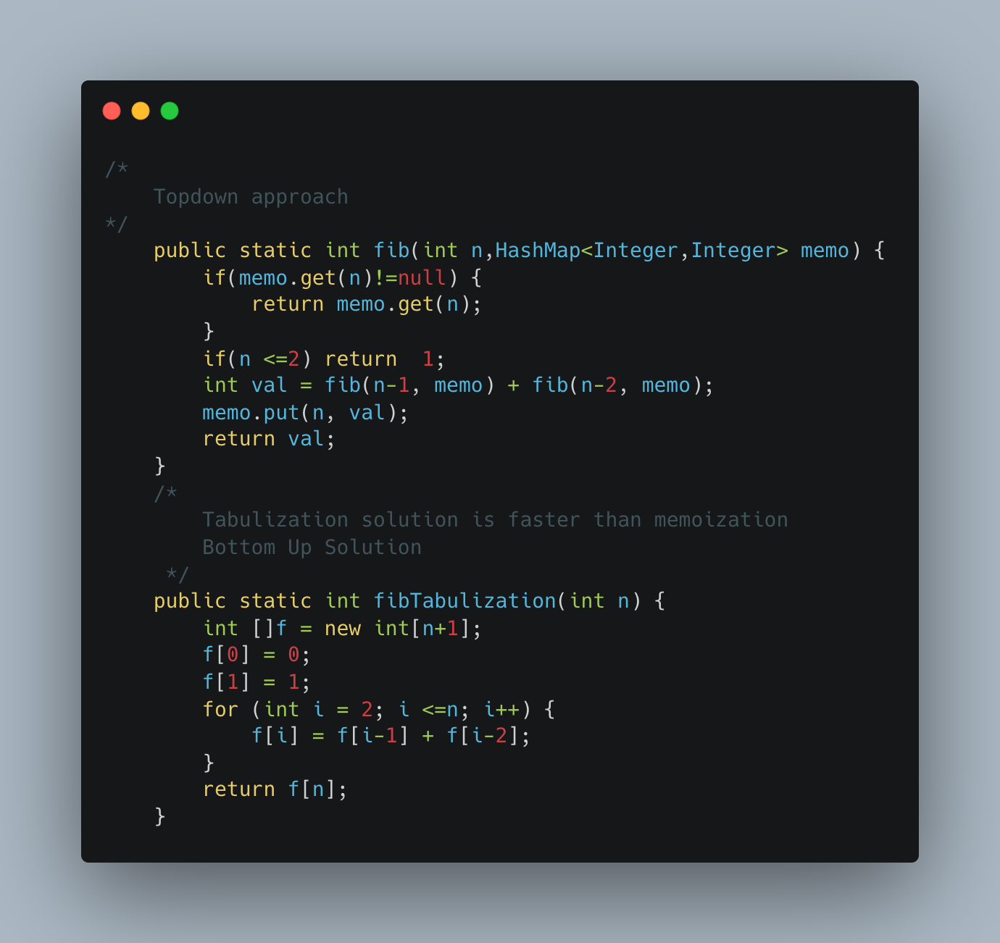 /*
    Topdown approach
*/
    public static int fib(int n,HashMap<Integer,Integer> memo) {
        if(memo.get(n)!=null) {
            return memo.get(n);
        }
        if(n <=2) return  1;
        int val = fib(n-1, memo) + fib(n-2, memo);
        memo.put(n, val);
        return val;
    }
    /*
        Tabulization solution is faster than memoization
        Bottom Up Solution
     */
    public static int fibTabulization(int n) {
        int []f = new int[n+1];
        f[0] = 0;
        f[1] = 1;
        for (int i = 2; i <=n; i++) {
            f[i] = f[i-1] + f[i-2];
        }
        return f[n];
    }